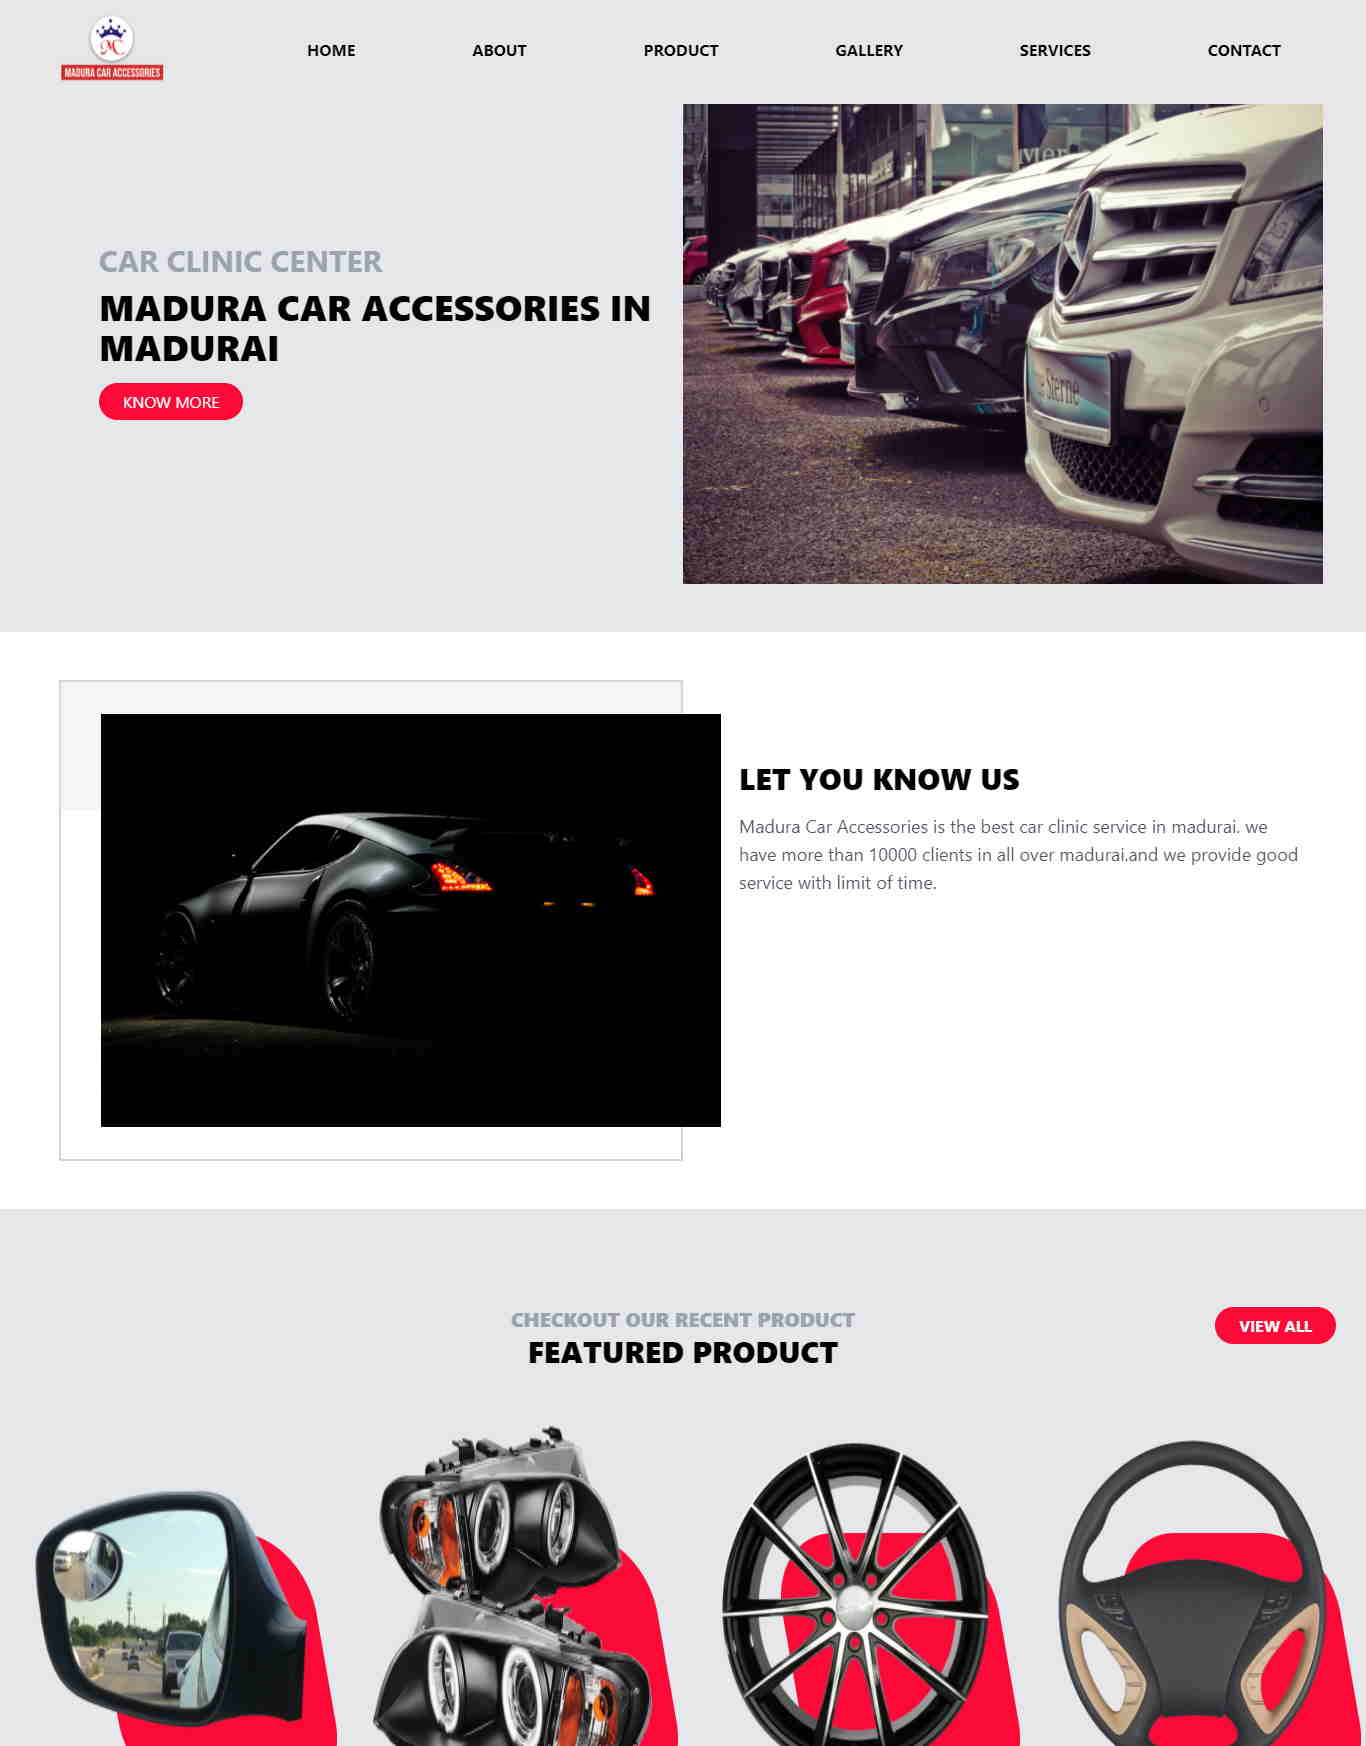 MC
MADURA CAR ACCESSORIES
HOME
ABOUT
PRODUCT
GALLERY
SERVICES
CONTACT
CAR CLINIC CENTER
MADURA CAR ACCESSORIES IN
MADURAI
KNOW MORE
Sterne
LET YOU KNOW US
Madura Car Accessories is the best car clinic service in madurai. we
have more than 10000 clients in all over madurai.and we provide good
service with limit of time.
CHECKOUT OUR RECENT PRODUCT
FEATURED PRODUCT
VIEW ALL